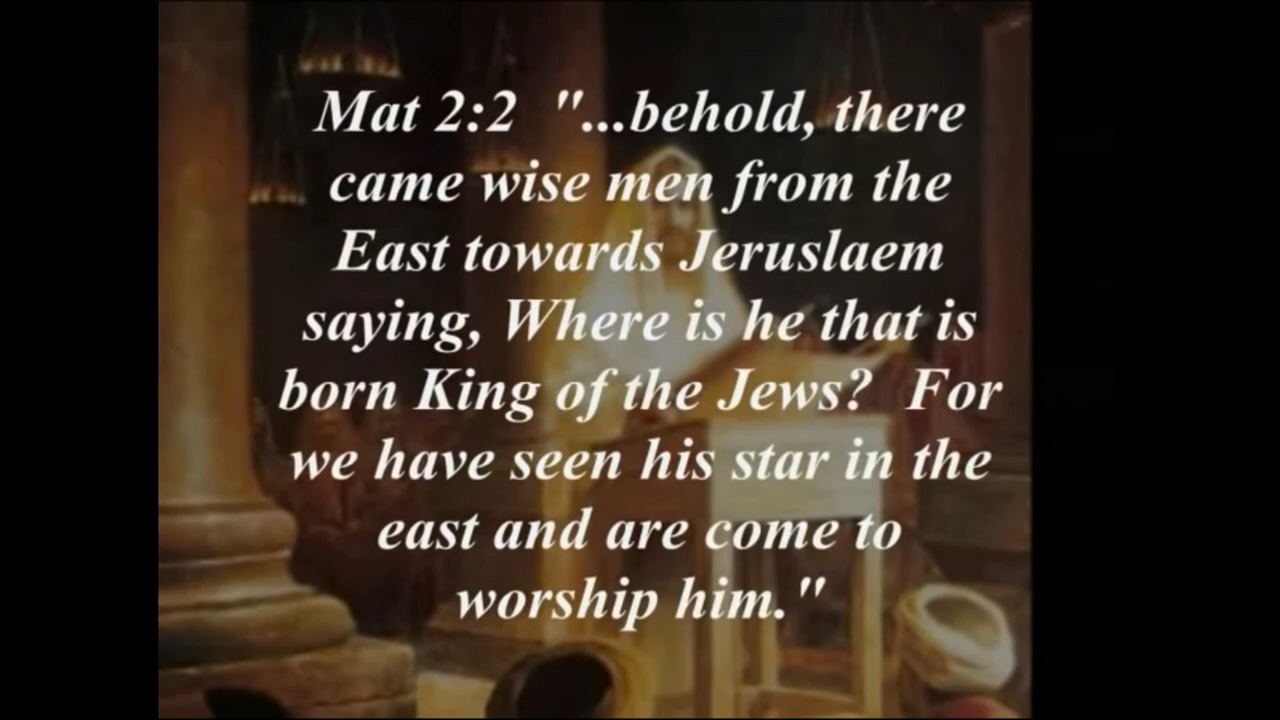 Mat 2:2  "...behold, there
came wise men from the
East towards Jeruslaem
saying, Where is he that is
born King of the Jews?  For
we have seen his star in the
east and are come to
worship him."